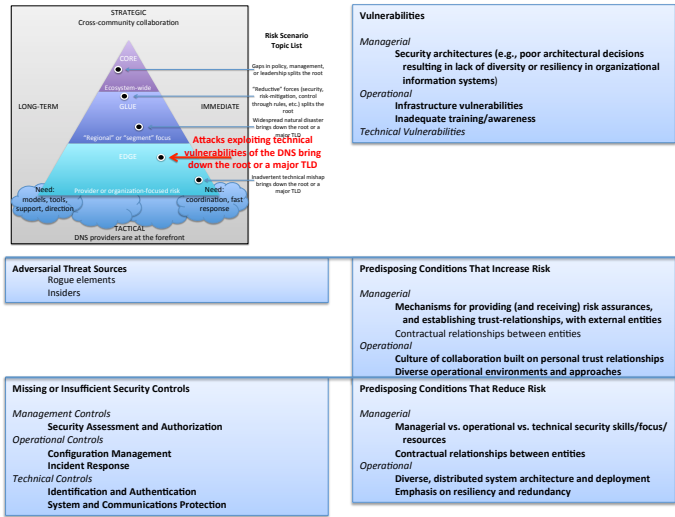 STRATEGIC
Cross-community collaboration
Risk Scenario
Topic List
CORE
Gaps in policy, management,
or leadership splits the root
Ecosystem-wide
"Reductive" forces (security,
risk-mitigation, control
through rules, etc.) splits the
root
LONG-TERM
GLUE
IMMEDIATE
Widespread natural disaster
brings down the root or a
major TLD
"Regional" or "segment" focus
Attacks exploiting technical
vulnerabilities of the DNS bring
down the root or a major TLD
EDGE
Inadvertent technical mishap
brings down the root or a
major TLD
Provider or organization-focused risk
Need:
models, tools,
support, direction
Need:
coordination, fast
response
TACTICAL
DNS providers are at the forefront
Vulnerabilities
Managerial
Security architectures (e.g., poor architectural decisions
resulting in lack of diversity or resiliency in organizational
information systems)
Operational
Infrastructure vulnerabilities
Inadequate training/awareness
Technical Vulnerabilities
Adversarial Threat Sources
Rogue elements
Insiders
Predisposing Conditions That Increase Risk
Managerial
Mechanisms for providing (and receiving) risk assurances,
and establishing trust-relationships, with external entities
Contractual relationships between entities
Operational
Culture of collaboration built on personal trust relationships
Diverse operational environments and approaches
Missing or Insufficient Security Controls
Management Controls
Security Assessment and Authorization
Operational Controls
Configuration Management
Incident Response
Technical Controls
Identification and Authentication
System and Communications Protection
Predisposing Conditions That Reduce Risk
Managerial
Managerial vs. operational vs. technical security skills/focus/
resources
Contractual relationships between entities
Operational
Diverse, distributed system architecture and deployment
Emphasis on resiliency and redundancy